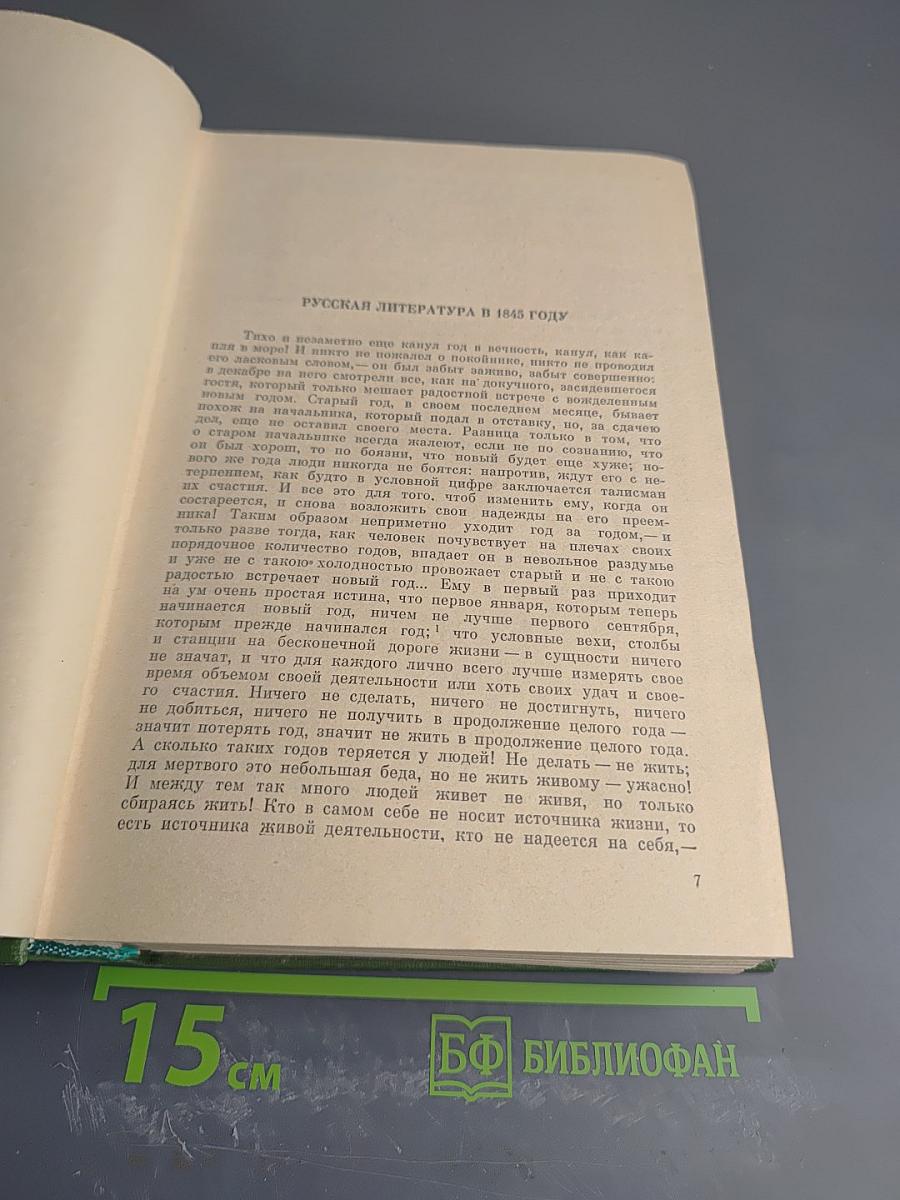 РУССКАЯ ЛИТЕРАТУРА В 1845 ГОДУ
Тихо и незаметно еще канул год в вечность, канул, как ка-
пля в море! И никто не пожалел о покойнике, никто не проводил
его ласковым словом,— он был забыт заживо, забыт совершенно:
в декабре на него смотрели все, как на докучного, засидевшегося
гостя, который только мешает радостной встрече с вожделенным
новым годом. Старый год, в своем последнем месяце, бывает
похож на начальника, который подал в отставку, но, за сдачею
дел, еще не оставил своего места. Разница только в том, что
о старом начальнике всегда жалеют, если не по сознанию, что
он был хорош, то по боязни, что новый будет еще хуже; но-
вого же года люди никогда не боятся: напротив, ждут его с не-
терпением, как будто в условной цифре заключается талисман
их счастия. И все это для того, чтоб изменить ему, когда он
состареется, и снова возложить свои надежды на его преем-
ника! Таким образом неприметно уходит год за годом,— и
только разве тогда, как человек почувствует на плечах своих
порядочное количество годов, впадает он в невольное раздумье
и уже не с такою холодностью провожает старый и не с такою
радостью встречает новый год... Ему в первый раз приходит
на ум очень простая истина, что первое января, которым теперь
начинается новый год, ничем не лучше первого сентября,
которым прежде начинался год;¹ что условные вехи, столбы
и станции на бесконечной дороге жизни — в сущности ничего
не значат, и что для каждого лично всего лучше измерять свое
время объемом своей деятельности или хоть своих удач и свое-
го счастия. Ничего не сделать, ничего не достигнуть, ничего
не добиться, ничего не получить в продолжение целого года —
значит потерять год, значит не жить в продолжение целого года.
А сколько таких годов теряется у людей! Не делать — не жить;
для мертвого это небольшая беда, но не жить живому — ужасно!
И между тем так много людей живет не живя, но только
сбираясь жить! Кто в самом себе не носит источника жизни, то
есть источника живой деятельности, кто не надеется на себя,—
7
15 см
БФ БИБЛИОФАН